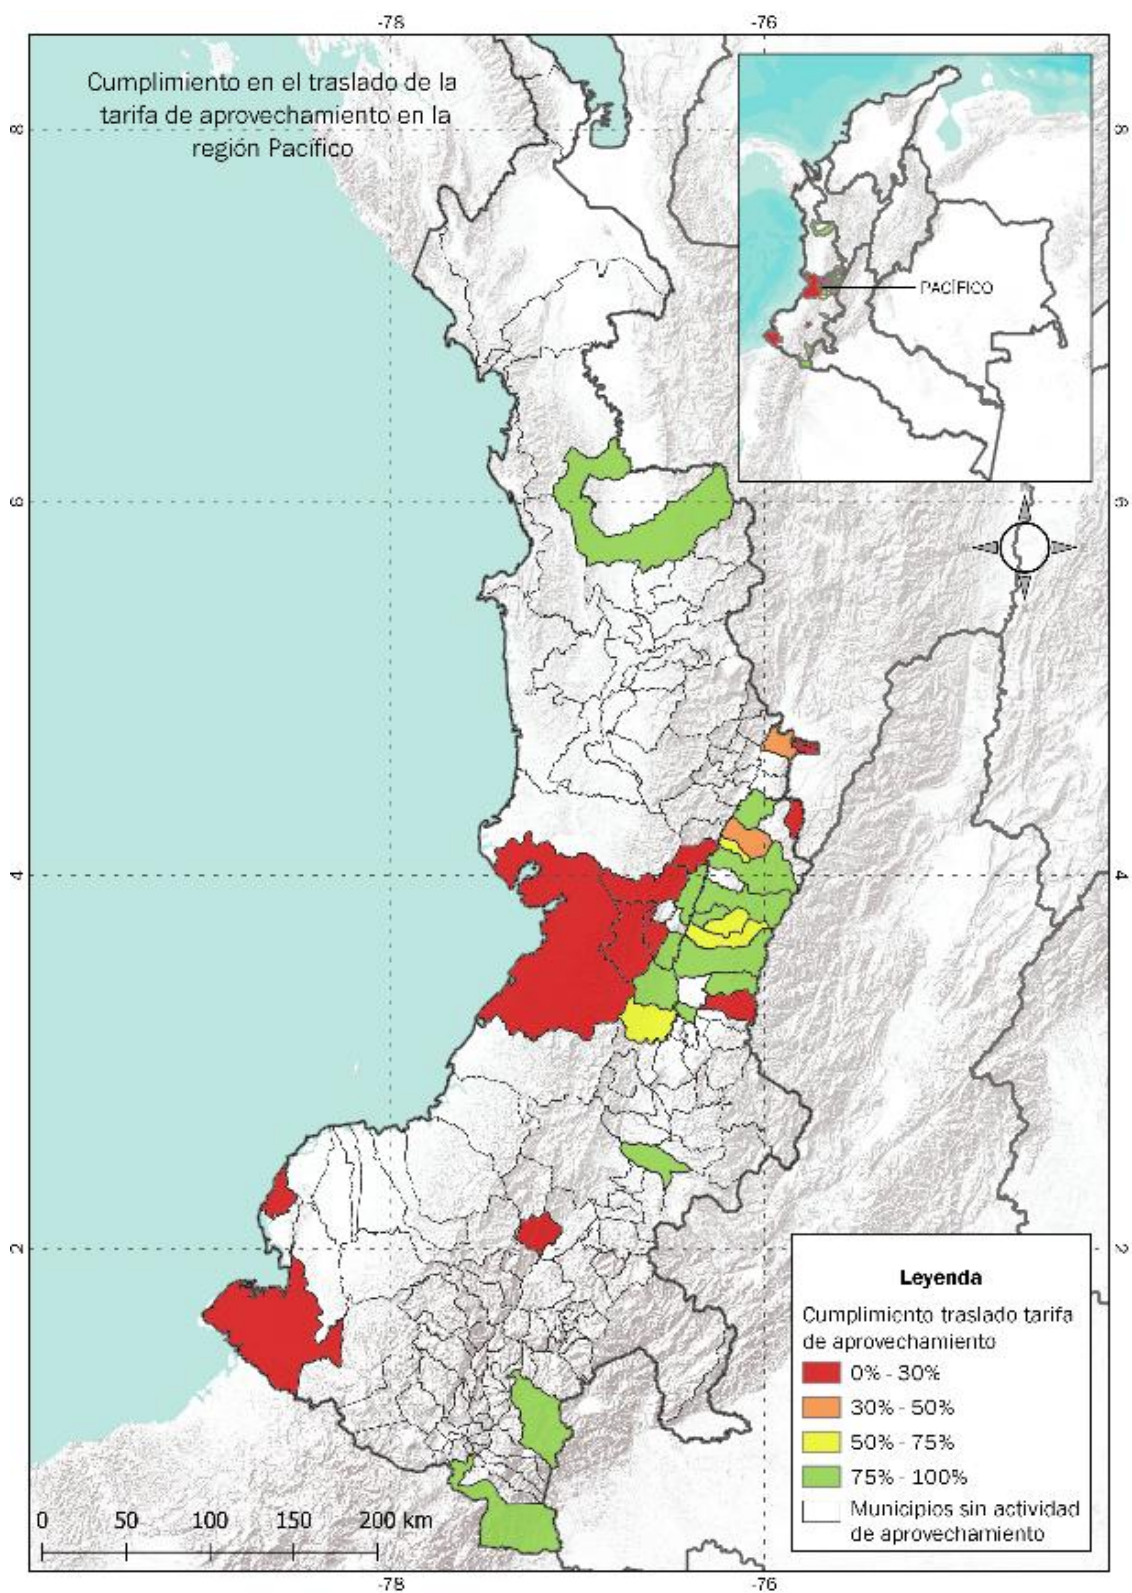 -78
-76
Cumplimiento en el traslado de la
tarifa de aprovechamiento en la
región Pacífico
8
8
PACÍFICO
6
6
4
4
2
2
Leyenda
Cumplimiento traslado tarifa
de aprovechamiento
0% - 30%
30% - 50%
50% - 75%
75% - 100%
Municipios sin actividad
de aprovechamiento
0
50
100
150
200 km
-78
-76